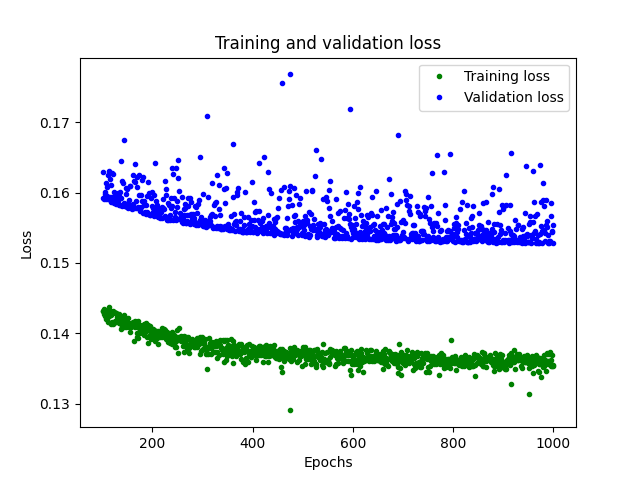 Training and validation loss
Training loss
Validation loss
Loss
0.17
0.16
0.15
0.14
0.13
200
400
600
800
1000
Epochs